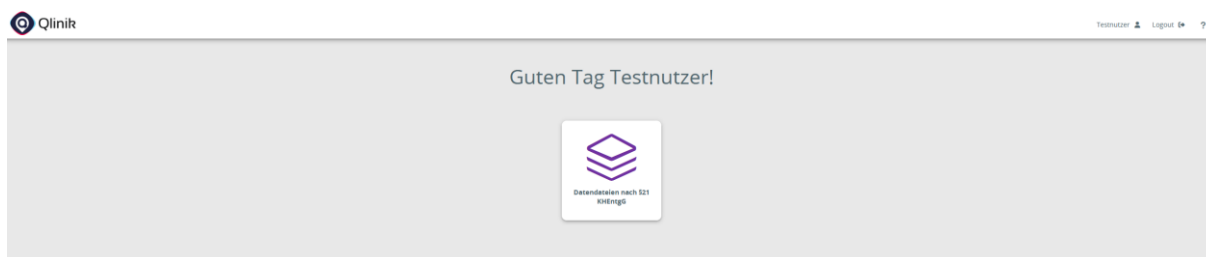 Qlinik
Testnutzer Logout ?
Guten Tag Testnutzer!
Datendateien nach §21
KHEntgG